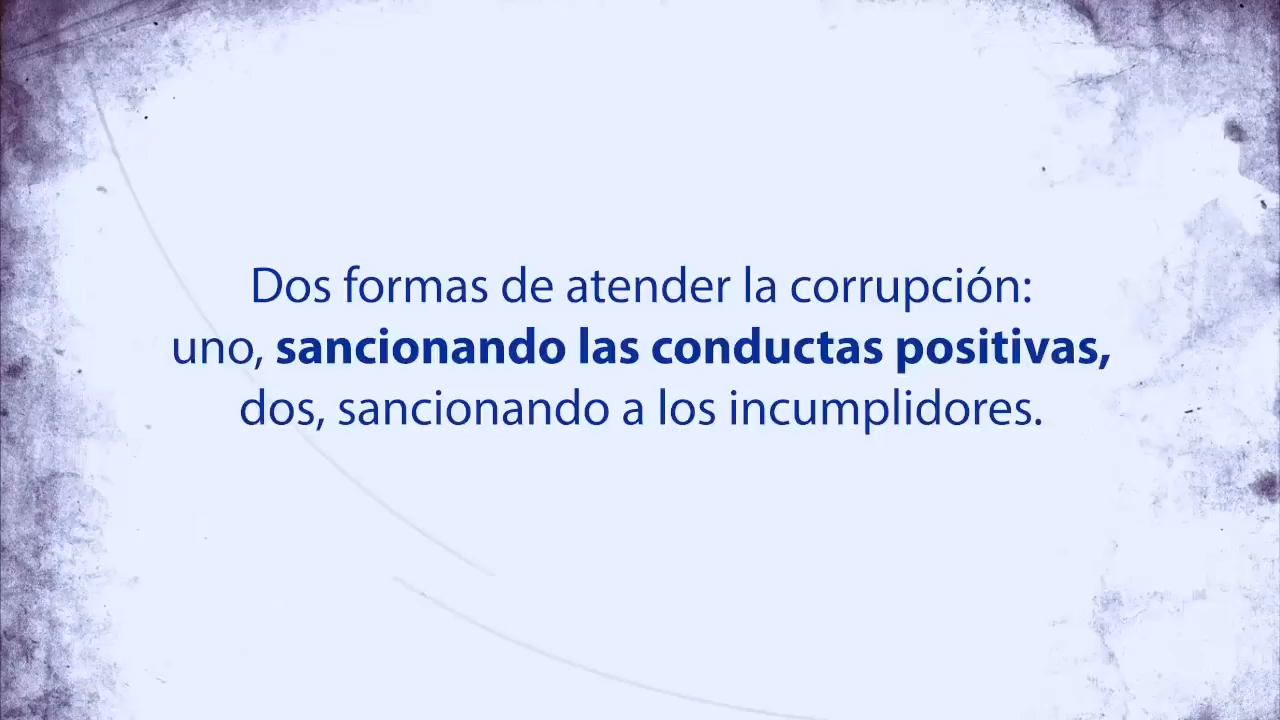 Dos formas de atender la corrupción:
uno, sancionando las conductas positivas,
dos, sancionando a los incumplidores.